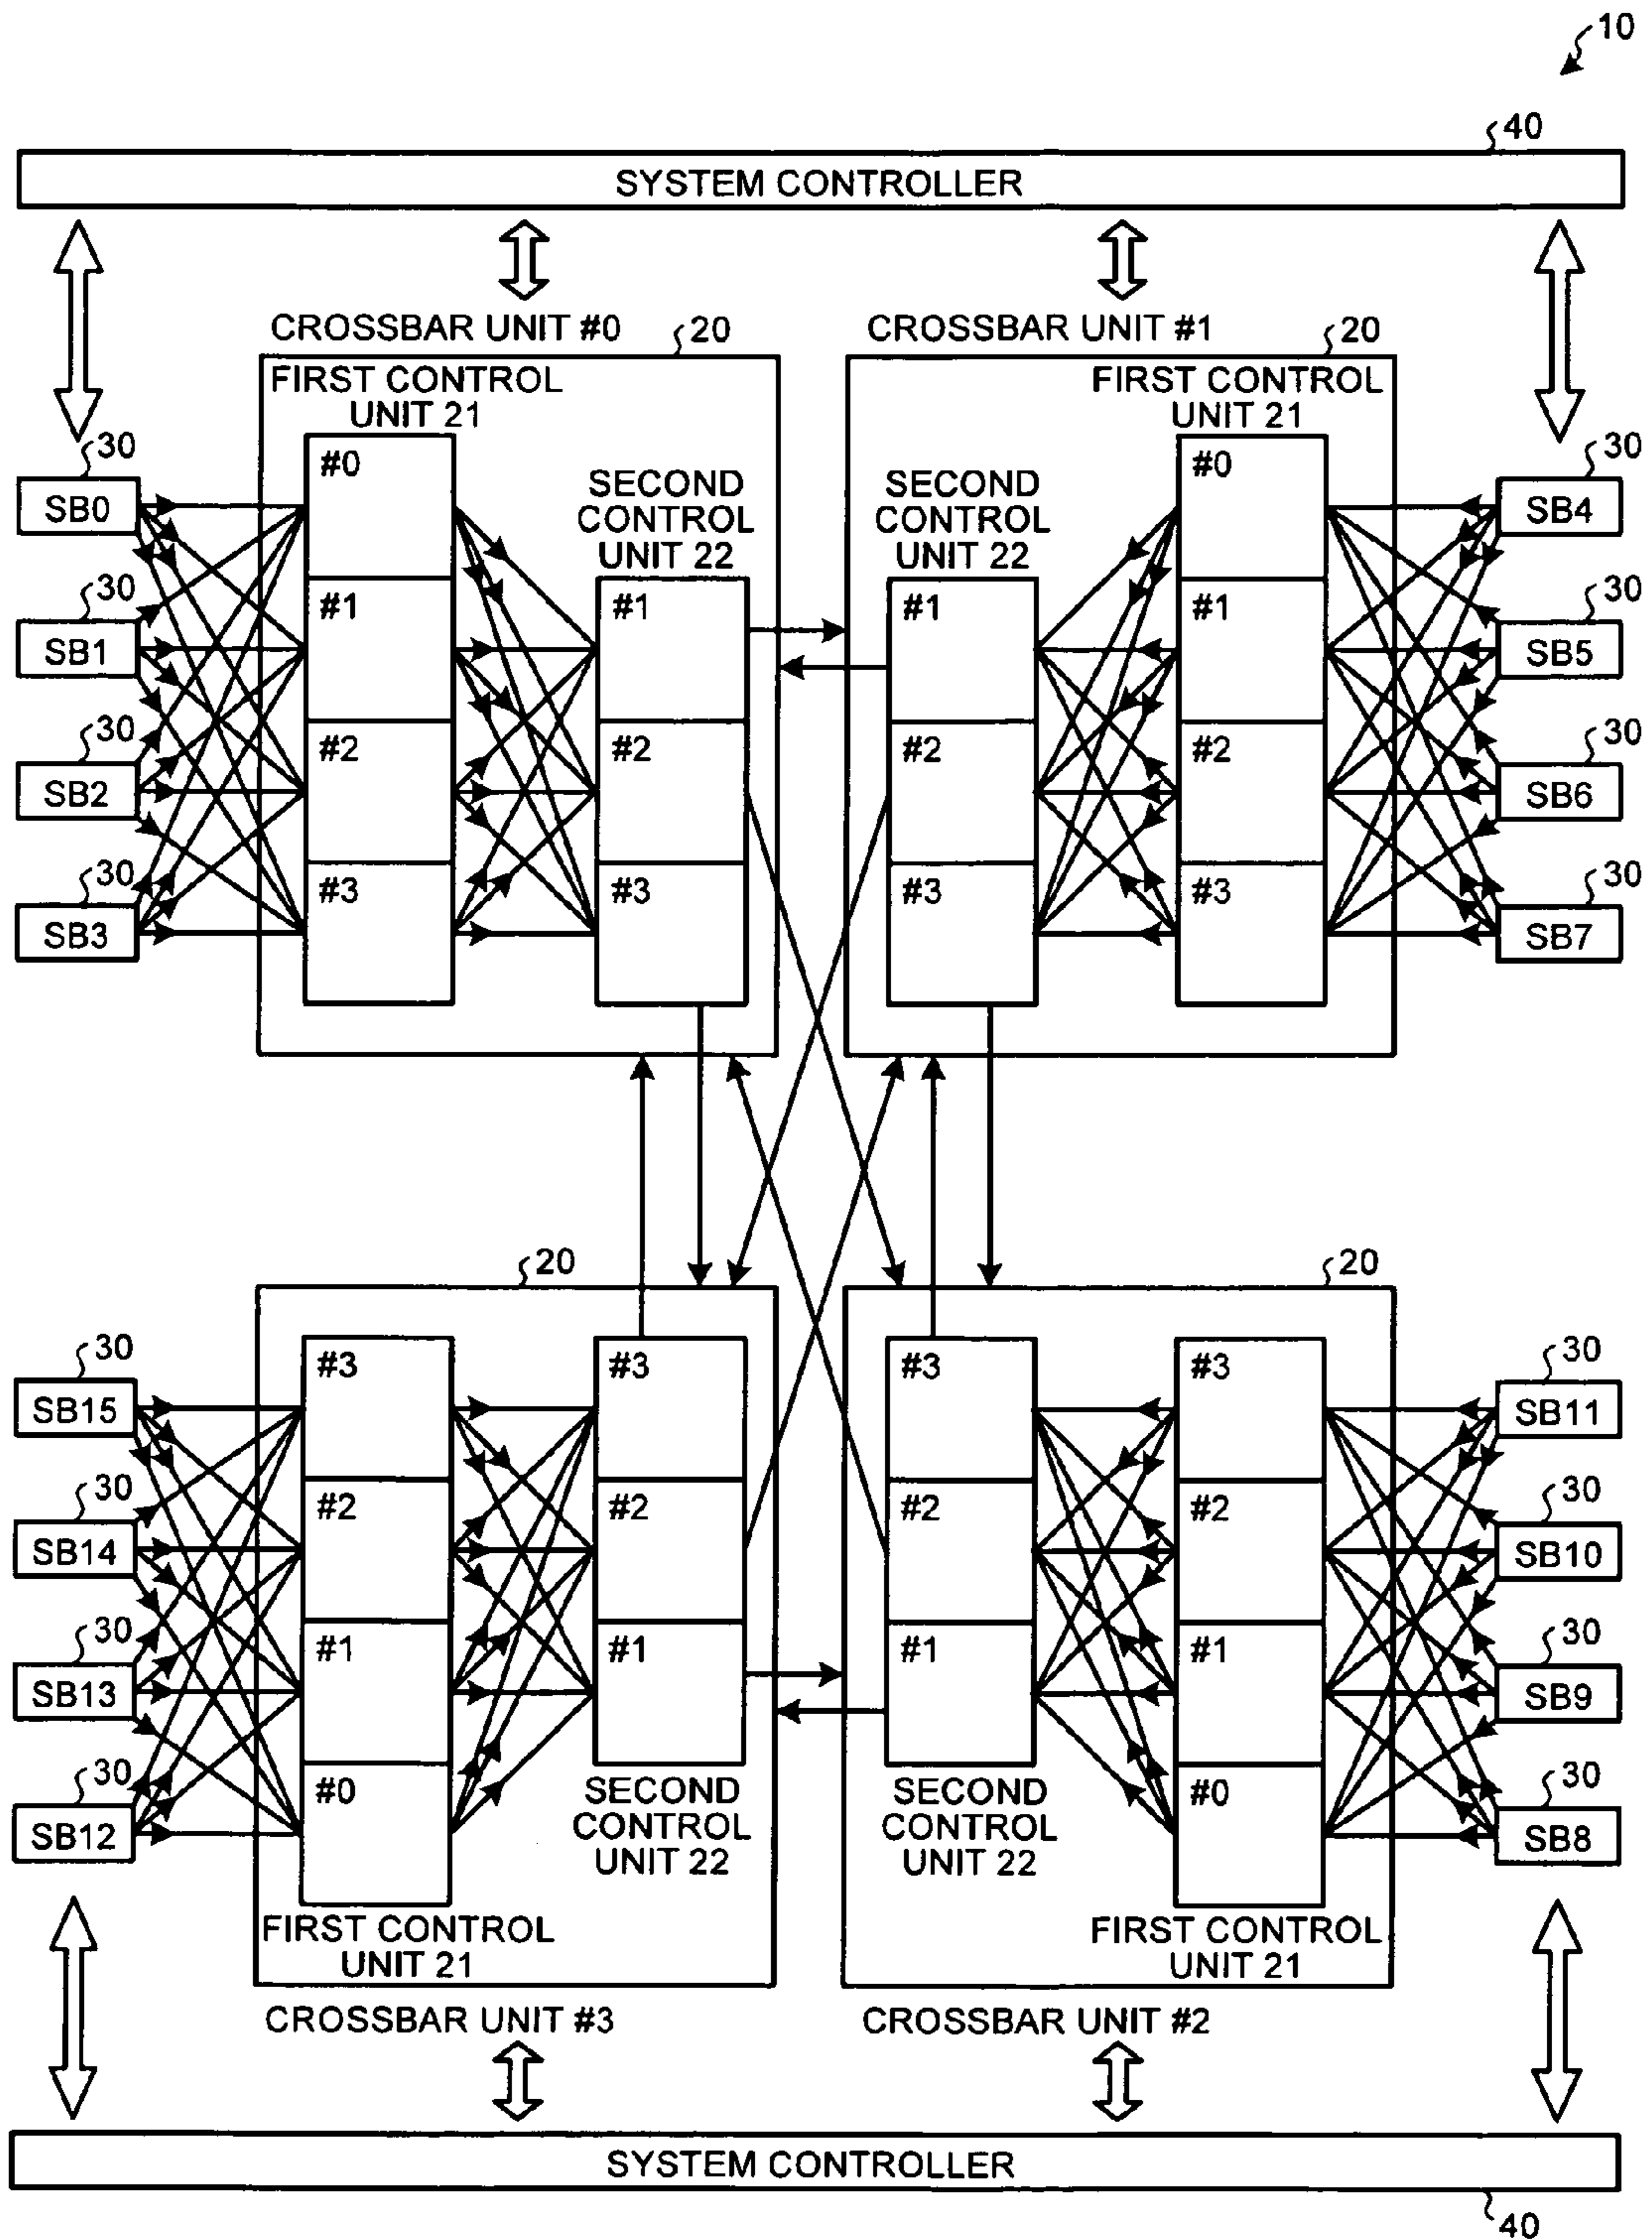 10
40
SYSTEM CONTROLLER
CROSSBAR UNIT #0
20
CROSSBAR UNIT #1
20
FIRST CONTROL
UNIT 21
FIRST CONTROL
UNIT 21
30
SB0
30
SB1
30
SB2
30
SB3
#0
#1
#2
#3
SECOND
CONTROL
UNIT 22
#1
#2
#3
SECOND
CONTROL
UNIT 22
#1
#2
#3
#0
#1
#2
#3
30
SB4
30
SB5
30
SB6
30
SB7
20
20
30
SB15
30
SB14
30
SB13
30
SB12
#3
#2
#1
#0
#3
#2
#1
SECOND
CONTROL
UNIT 22
#3
#2
#1
SECOND
CONTROL
UNIT 22
#3
#2
#1
#0
30
SB11
30
SB10
30
SB9
30
SB8
FIRST CONTROL
UNIT 21
FIRST CONTROL
UNIT 21
CROSSBAR UNIT #3
CROSSBAR UNIT #2
SYSTEM CONTROLLER
40